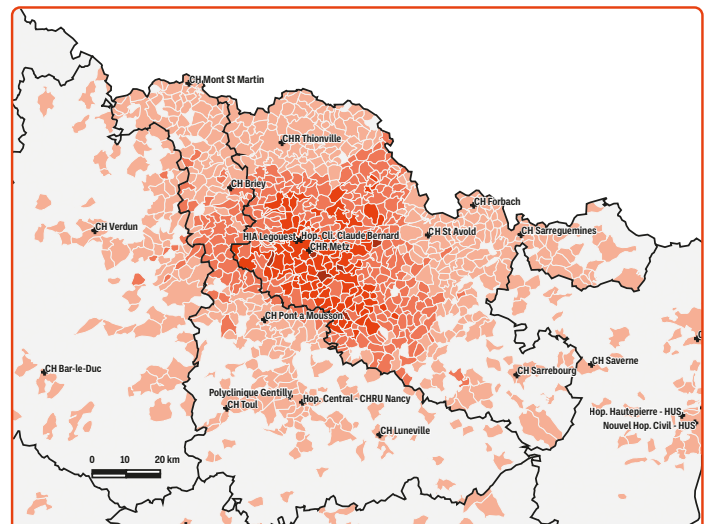 CH Mont St Martin
CHR Thionville
CH Briey
CH Forbach
CH Verdun
HIA Legouest
Hop. Cli. Claude Bernard
CH St Avold
CH Sarreguemines
CHR Metz
CH Pont a Mousson
CH Bar-le-Duc
CH Saverne
CH Sarrebourg
Polyclinique Gentilly
Hop. Central - CHRU Nancy
CH Toul
Hop. Hautepierre - HUS
Nouvel Hop. Civil - HUS
CH Luneville
0 10 20 km